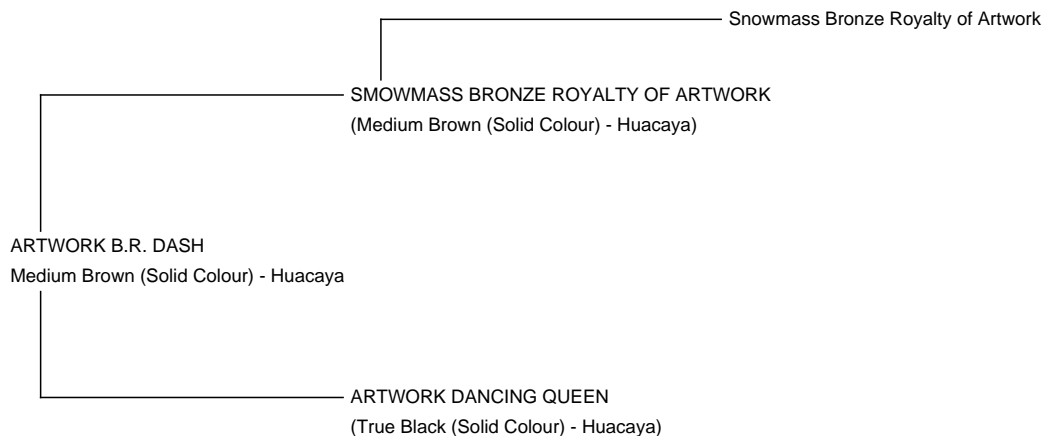 Snowmass Bronze Royalty of Artwork
SMOWMASS BRONZE ROYALTY OF ARTWORK
(Medium Brown (Solid Colour) - Huacaya)
ARTWORK B.R. DASH
Medium Brown (Solid Colour) - Huacaya
ARTWORK DANCING QUEEN
(True Black (Solid Colour) - Huacaya)